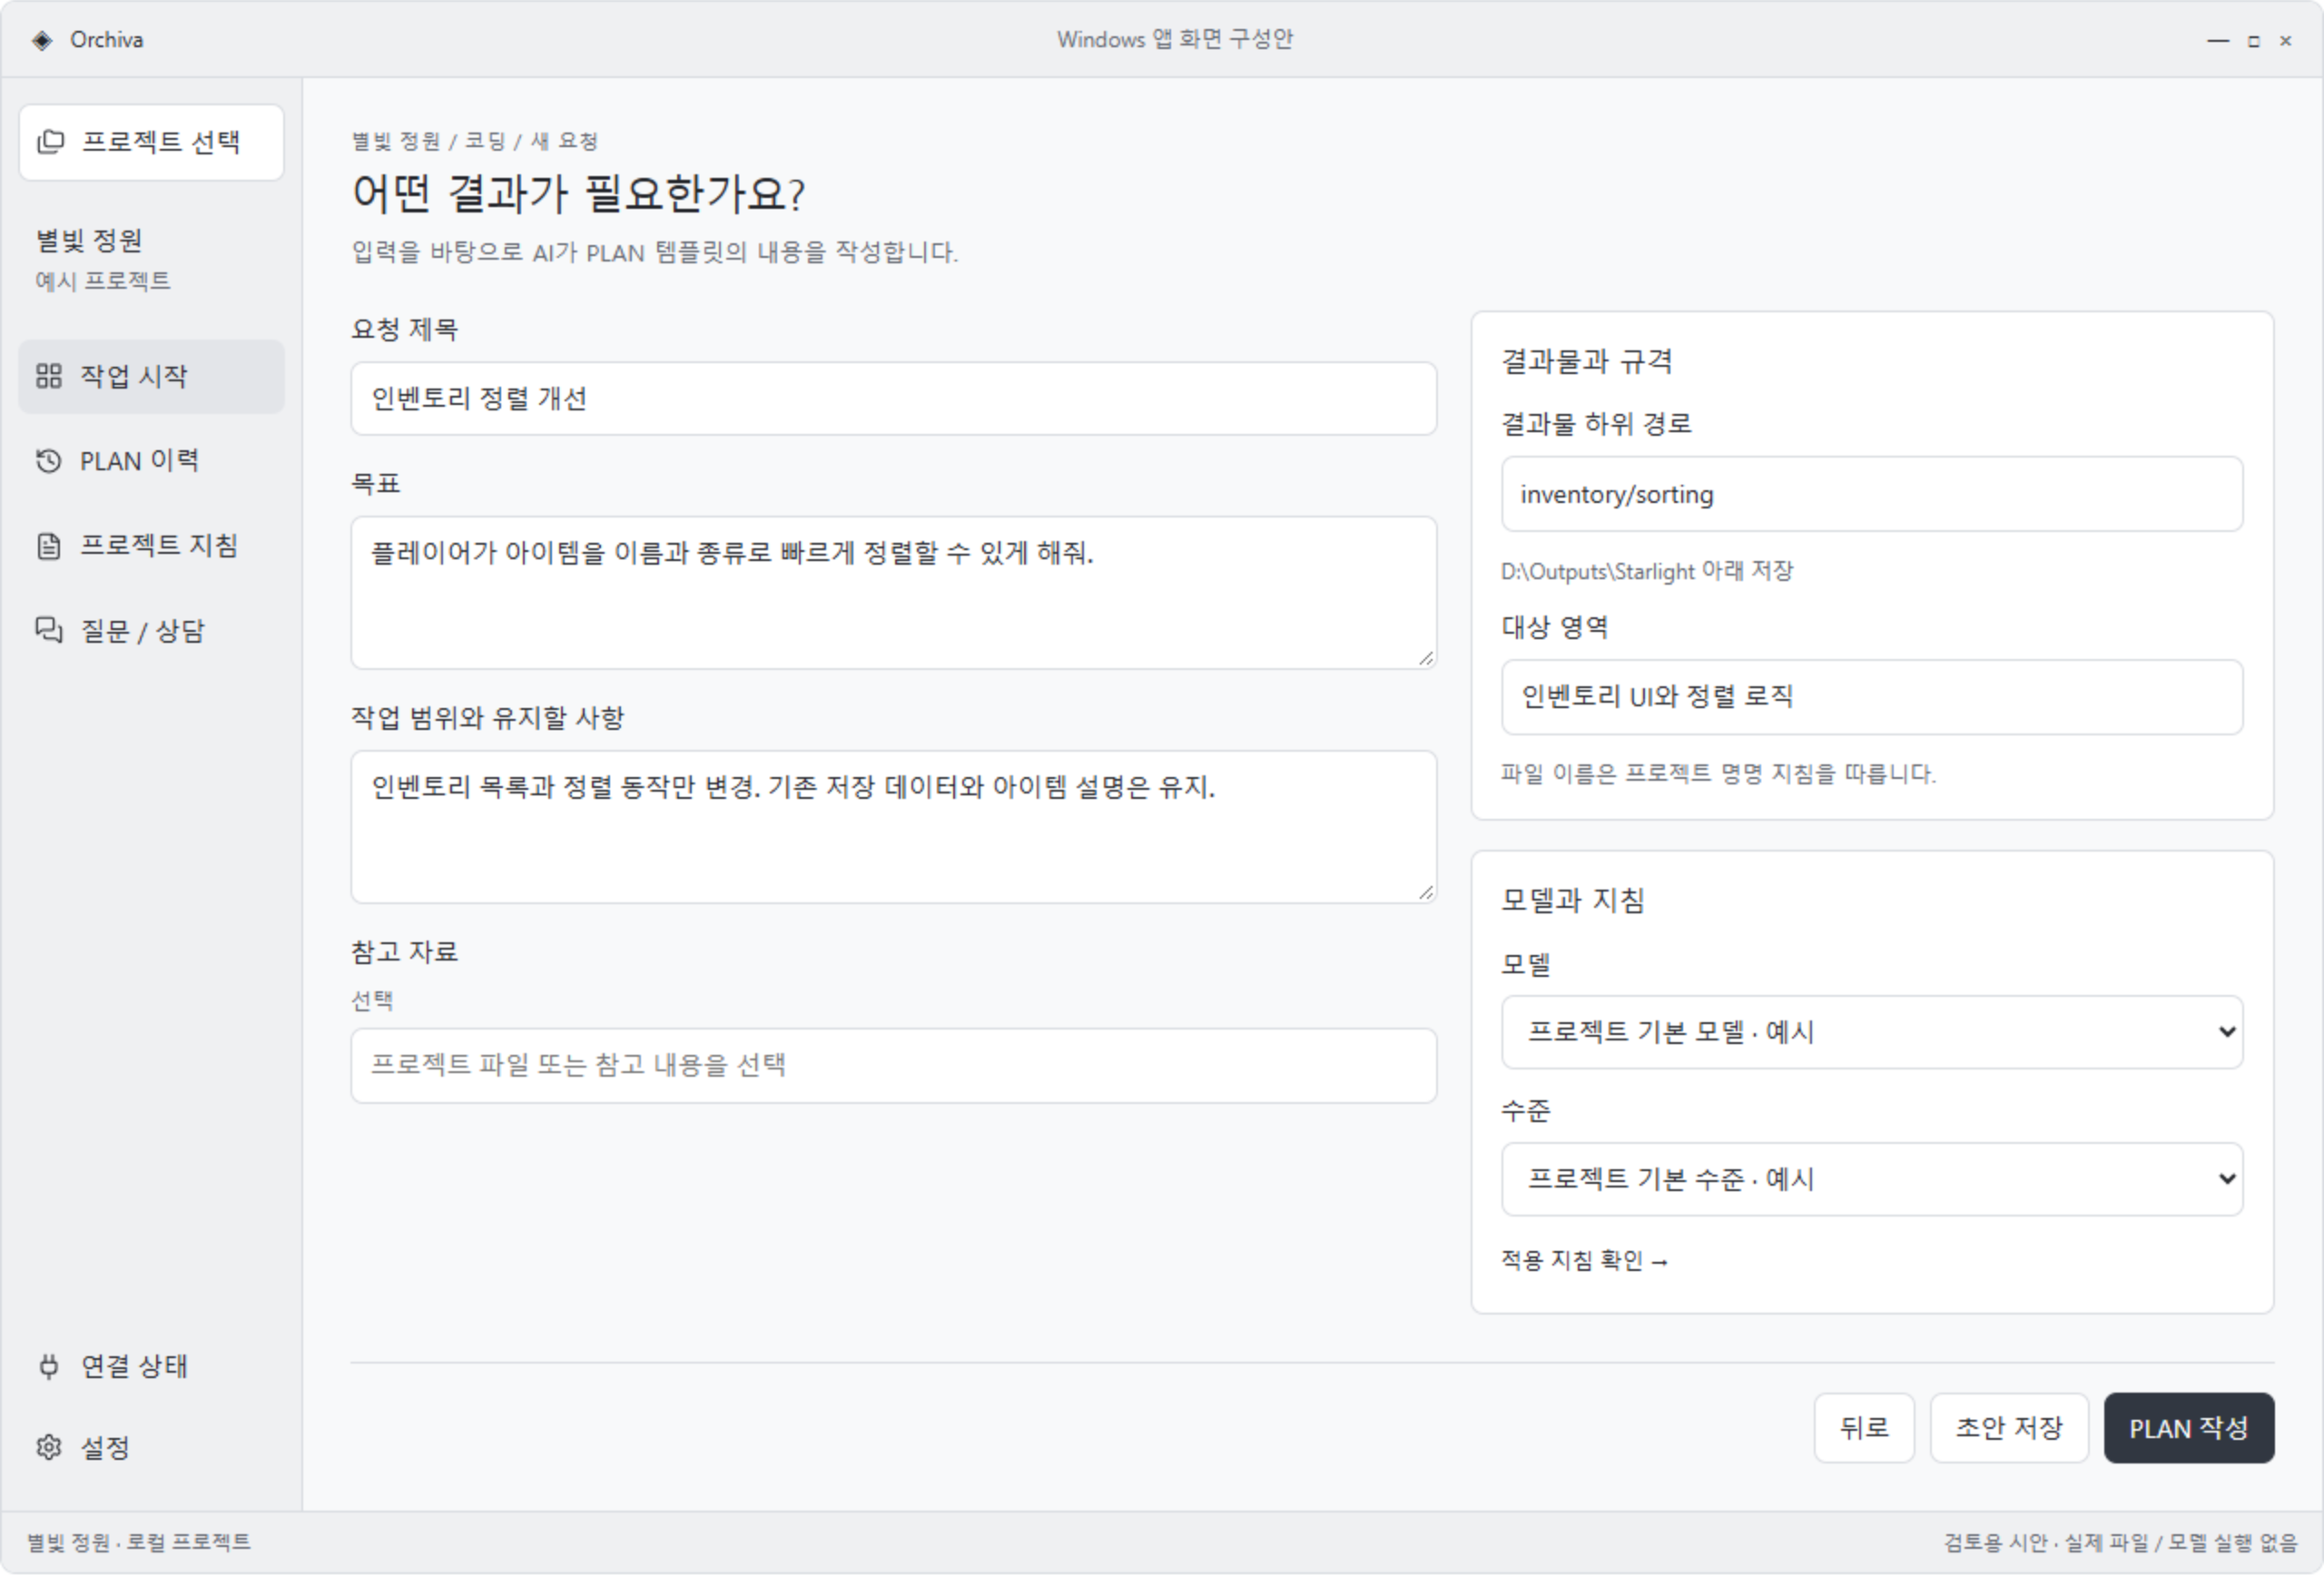 Orchiva
Windows 앱 화면 구성안
프로젝트 선택
별빛 정원
예시 프로젝트
작업 시작
PLAN 이력
프로젝트 지침
질문 / 상담
연결 상태
설정
별빛 정원 / 코딩 / 새 요청
어떤 결과가 필요한가요?
입력을 바탕으로 AI가 PLAN 템플릿의 내용을 작성합니다.
요청 제목
인벤토리 정렬 개선
목표
플레이어가 아이템을 이름과 종류로 빠르게 정렬할 수 있게 해줘.
작업 범위와 유지할 사항
인벤토리 목록과 정렬 동작만 변경. 기존 저장 데이터와 아이템 설명은 유지.
참고 자료
선택
프로젝트 파일 또는 참고 내용을 선택
결과물과 규격
결과물 하위 경로
inventory/sorting
D:\Outputs\Starlight 아래 저장
대상 영역
인벤토리 UI와 정렬 로직
파일 이름은 프로젝트 명명 지침을 따릅니다.
모델과 지침
모델
프로젝트 기본 모델 · 예시
수준
프로젝트 기본 수준 · 예시
적용 지침 확인 →
뒤로
초안 저장
PLAN 작성
별빛 정원 · 로컬 프로젝트
검토용 시안 · 실제 파일 / 모델 실행 없음